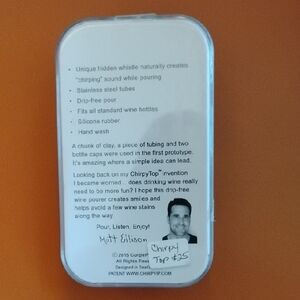 • Unique hidden whistle naturally creates
"chirping" sound while pouring
• Stainless steel tubes
• Drip-free pour
• Fits all standard wine bottles
• Silicone rubber
• Hand wash
A chunk of clay, a piece of tubing and two
bottle caps were used in the first prototype.
It's amazing where a simple idea can lead.
Looking back on my ChirpyTop™ invention
I became worried... does drinking wine really
need to be more fun? I hope this drip-free
wine pourer creates smiles and
helps avoid a few wine stains
along the way.
Pour, Listen, Enjoy!
Chirpy
Top $25
© 2015
All Rights
Designed in
PATENT WWW.CHIRPYTOP.COM